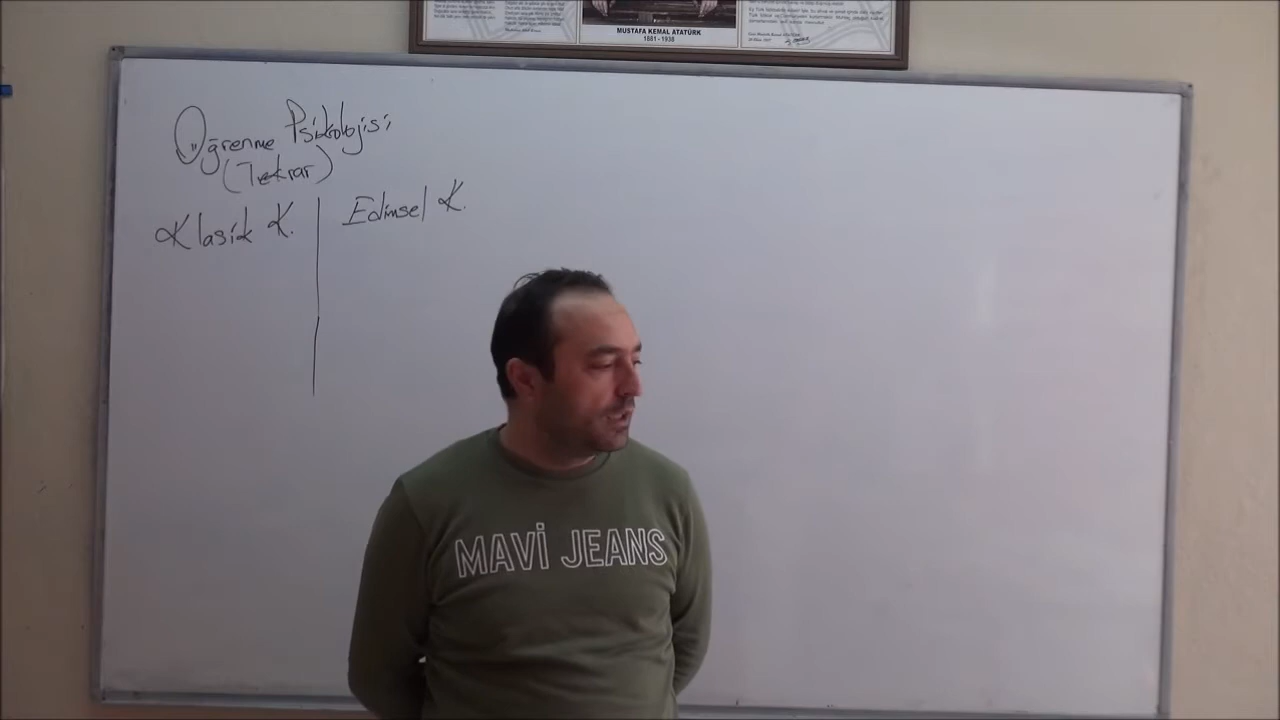 MUSTAFA KEMAL ATATÜRK
1881 - 1938
Öğrenme Psikolojisi
(Tekrar)
Klasik K. Edimsel K.
MAVİ JEANS